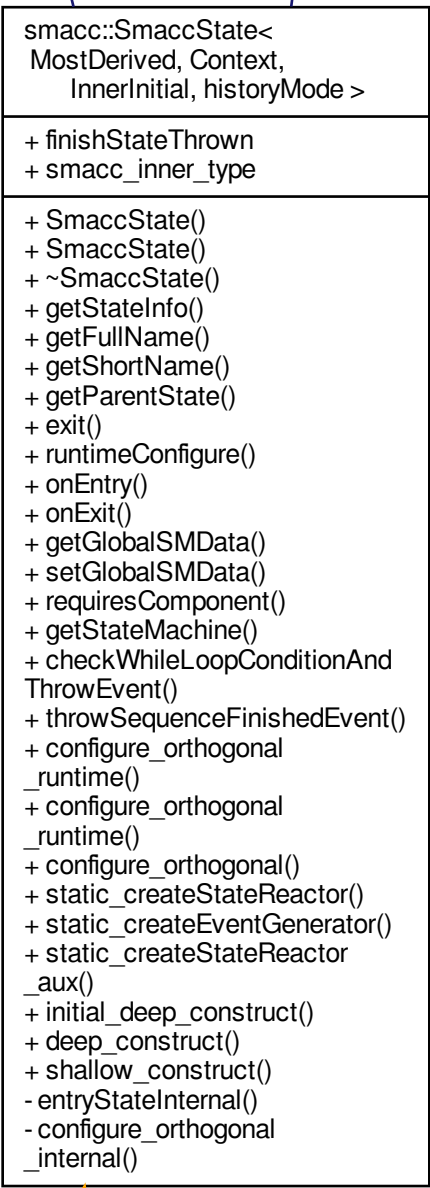 smacc::SmaccState<
MostDerived, Context,
InnerInitial, historyMode >
+ finishStateThrown
+ smacc_inner_type
+ SmaccState()
+ SmaccState()
+ ~SmaccState()
+ getStateInfo()
+ getFullName()
+ getShortName()
+ getParentState()
+ exit()
+ runtimeConfigure()
+ onEntry()
+ onExit()
+ getGlobalSMData()
+ setGlobalSMData()
+ requiresComponent()
+ getStateMachine()
+ checkWhileLoopConditionAnd
ThrowEvent()
+ throwSequenceFinishedEvent()
+ configure_orthogonal
_runtime()
+ configure_orthogonal
_runtime()
+ configure_orthogonal()
+ static_createStateReactor()
+ static_createEventGenerator()
+ static_createStateReactor
_aux()
+ initial_deep_construct()
+ deep_construct()
+ shallow_construct()
- entryStateInternal()
- configure_orthogonal
_internal()